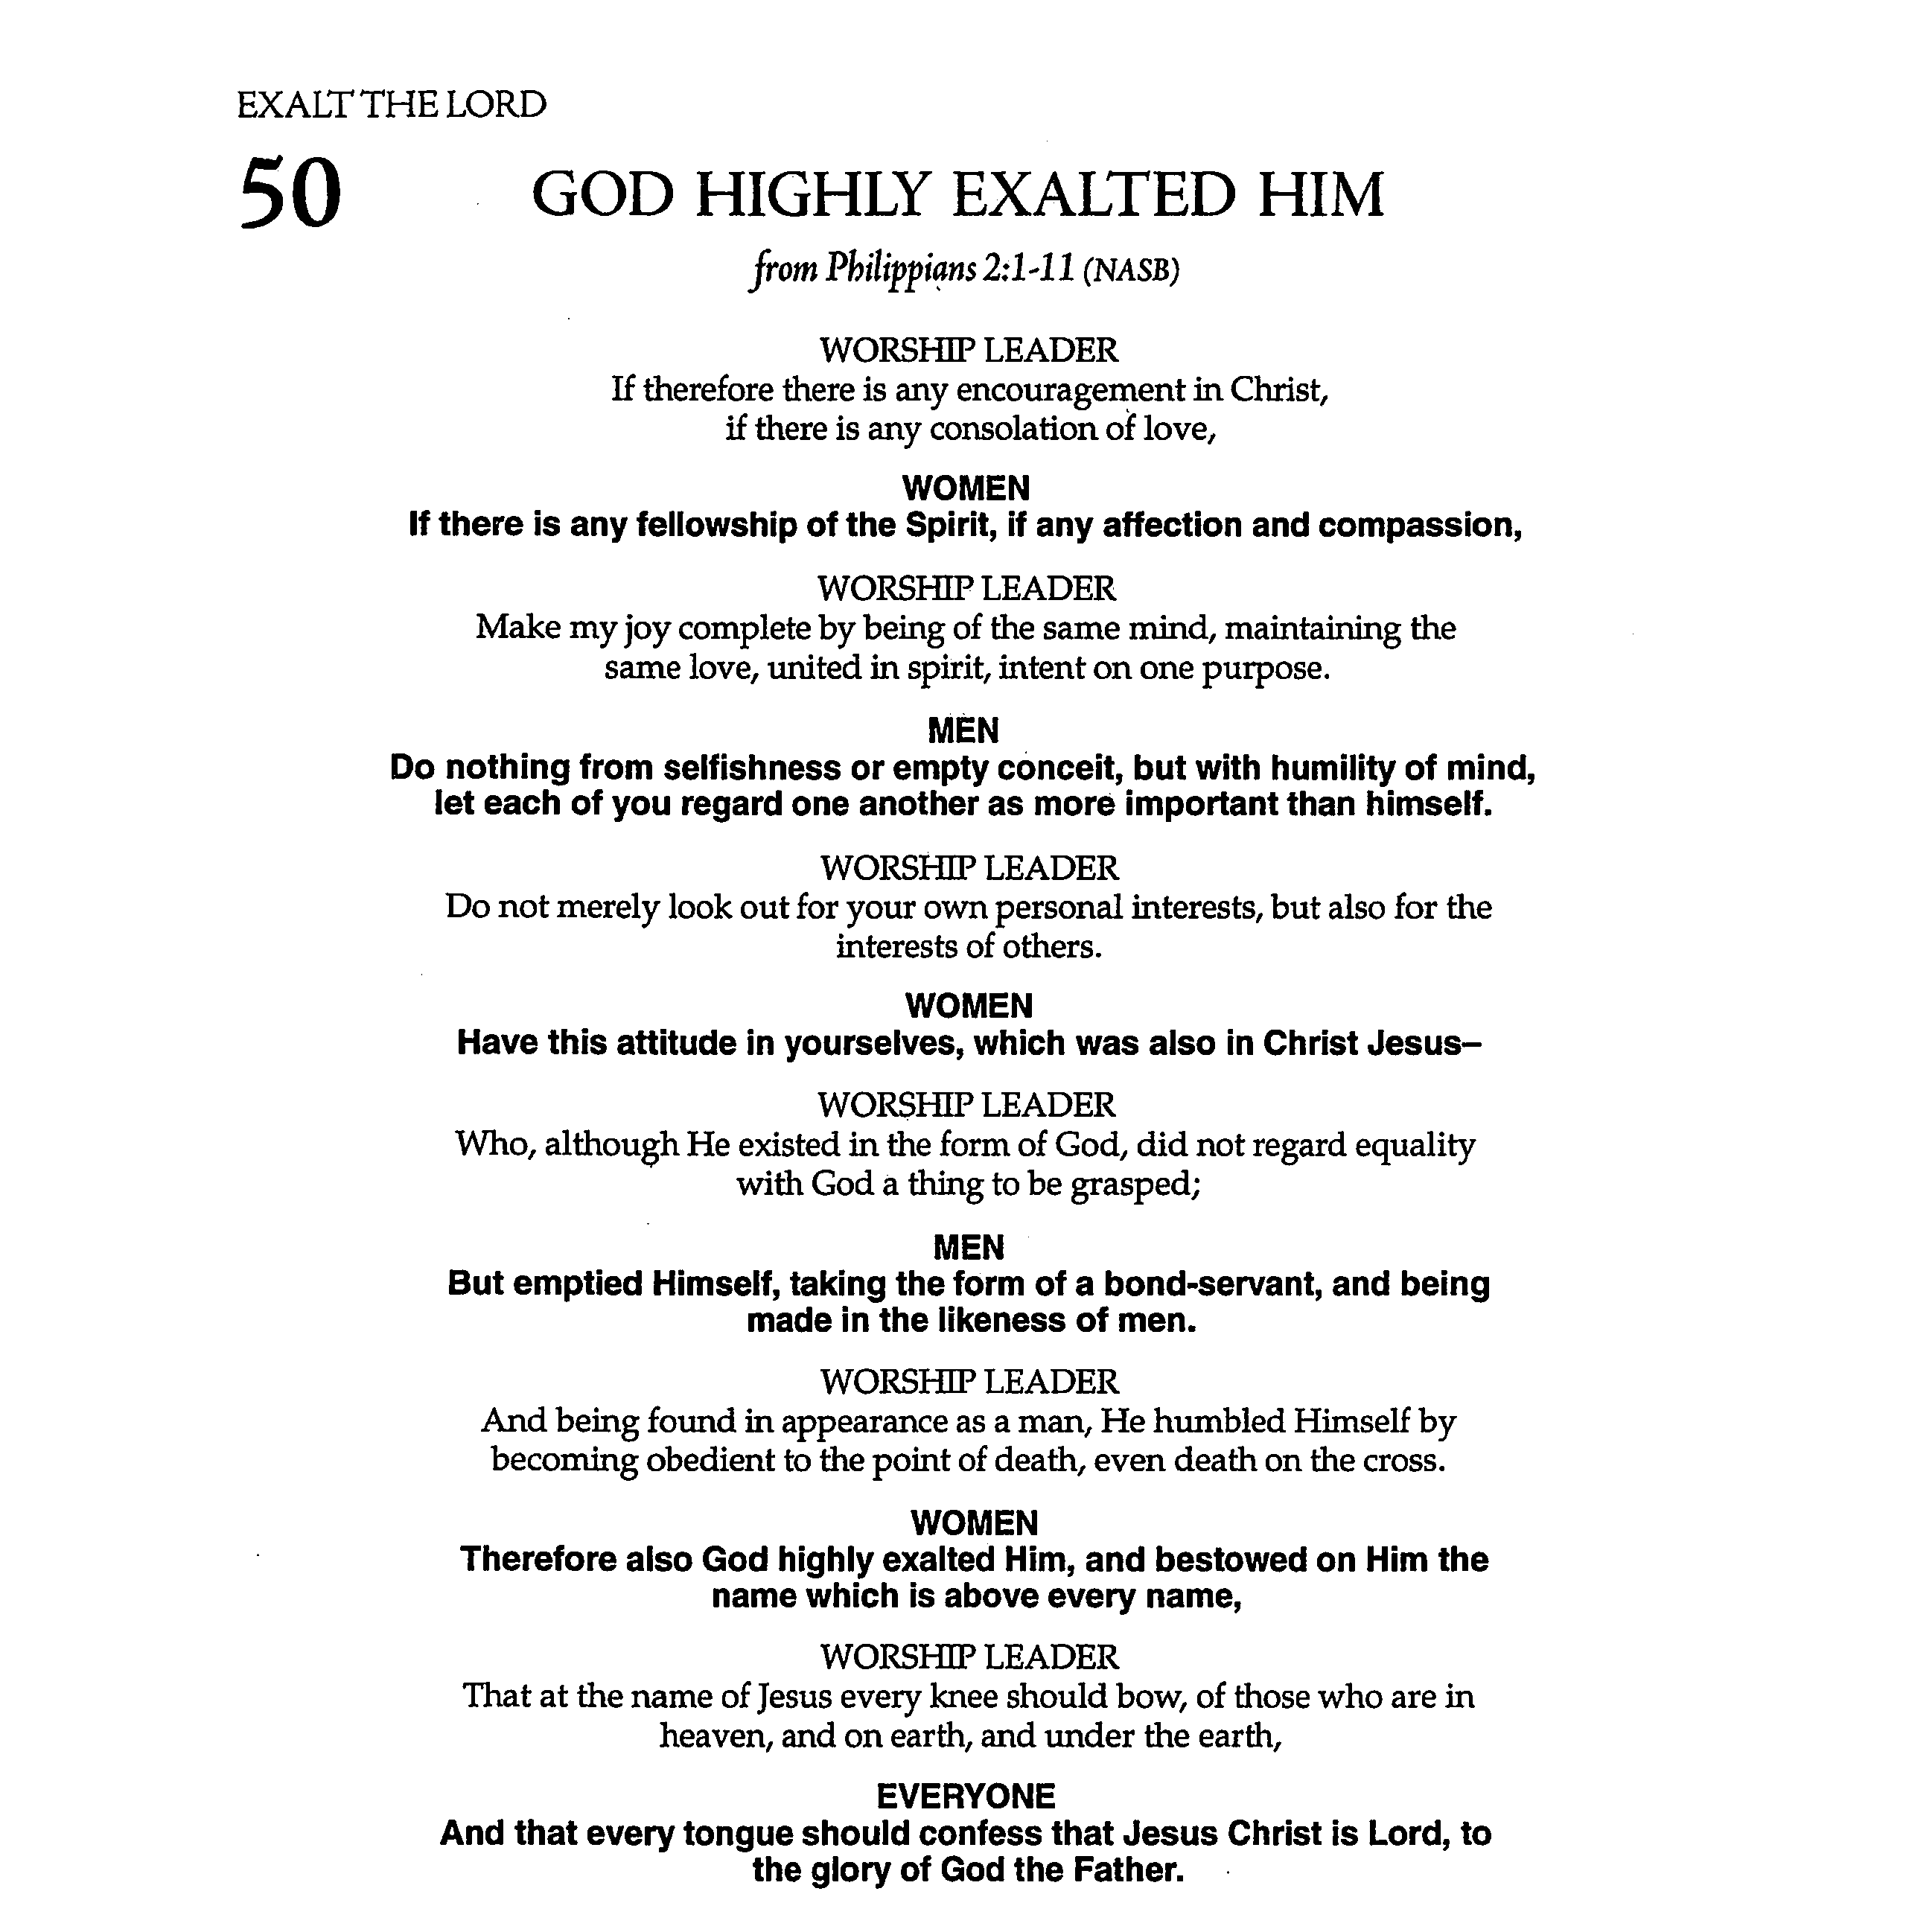 EXALT THE LORD
50
GOD HIGHLY EXALTED HIM
from Philippians 2:1-11 (NASB)
WORSHIP LEADER
If therefore there is any encouragement in Christ,
if there is any consolation of love,
WOMEN
If there is any fellowship of the Spirit, if any affection and compassion,
WORSHIP LEADER
Make my joy complete by being of the same mind, maintaining the
same love, united in spirit, intent on one purpose.
MEN
Do nothing from selfishness or empty conceit, but with humility of mind,
let each of you regard one another as more important than himself.
WORSHIP LEADER
Do not merely look out for your own personal interests, but also for the
interests of others.
WOMEN
Have this attitude in yourselves, which was also in Christ Jesus–
WORSHIP LEADER
Who, although He existed in the form of God, did not regard equality
with God a thing to be grasped;
MEN
But emptied Himself, taking the form of a bond-servant, and being
made in the likeness of men.
WORSHIP LEADER
And being found in appearance as a man, He humbled Himself by
becoming obedient to the point of death, even death on the cross.
WOMEN
Therefore also God highly exalted Him, and bestowed on Him the
name which is above every name,
WORSHIP LEADER
That at the name of Jesus every knee should bow, of those who are in
heaven, and on earth, and under the earth,
EVERYONE
And that every tongue should confess that Jesus Christ is Lord, to
the glory of God the Father.